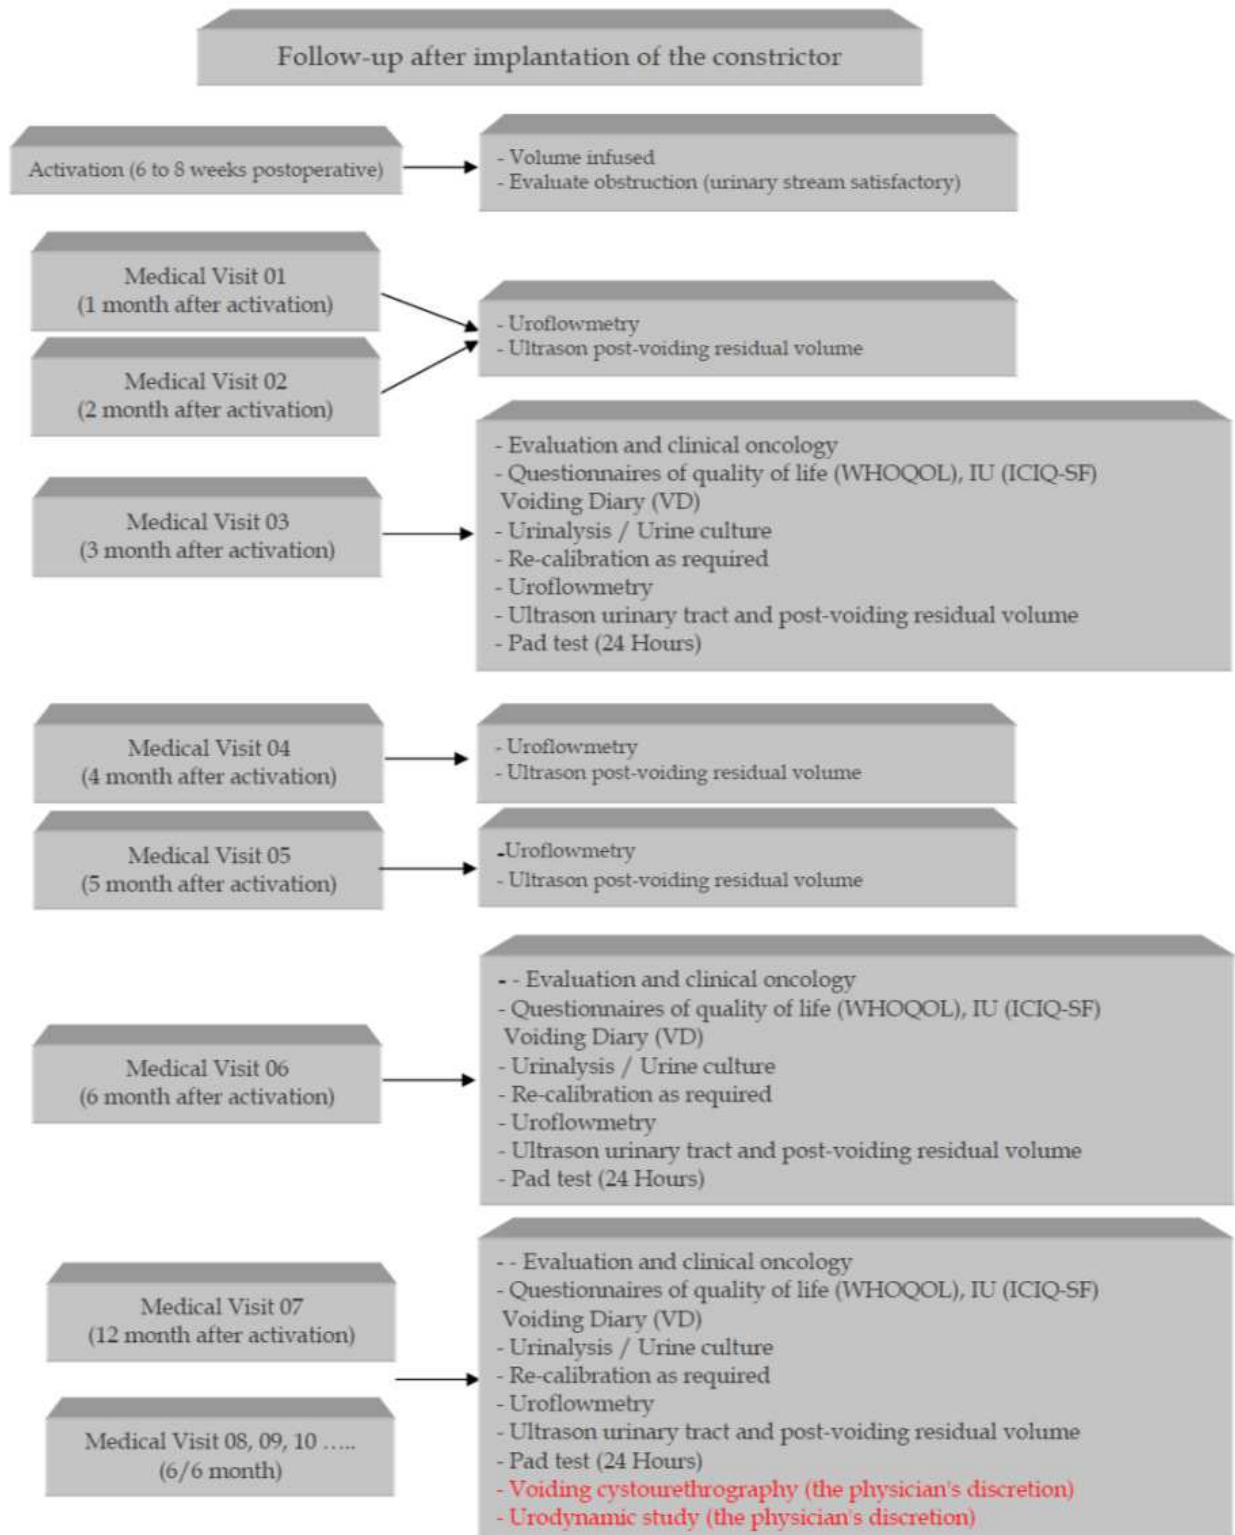 Follow-up after implantation of the constrictor
Activation (6 to 8 weeks postoperative)
- Volume infused
- Evaluate obstruction (urinary stream satisfactory)
Medical Visit 01
(1 month after activation)
Medical Visit 02
(2 month after activation)
- Uroflowmetry
- Ultrason post-voiding residual volume
Medical Visit 03
(3 month after activation)
- Evaluation and clinical oncology
- Questionnaires of quality of life (WHOQOL), IU (ICIQ-SF)
Voiding Diary (VD)
- Urinalysis / Urine culture
- Re-calibration as required
- Uroflowmetry
- Ultrason urinary tract and post-voiding residual volume
- Pad test (24 Hours)
Medical Visit 04
(4 month after activation)
- Uroflowmetry
- Ultrason post-voiding residual volume
Medical Visit 05
(5 month after activation)
-Uroflowmetry
- Ultrason post-voiding residual volume
Medical Visit 06
(6 month after activation)
- - Evaluation and clinical oncology
- Questionnaires of quality of life (WHOQOL), IU (ICIQ-SF)
Voiding Diary (VD)
- Urinalysis / Urine culture
- Re-calibration as required
- Uroflowmetry
- Ultrason urinary tract and post-voiding residual volume
- Pad test (24 Hours)
Medical Visit 07
(12 month after activation)
Medical Visit 08, 09, 10 …..
(6/6 month)
- - Evaluation and clinical oncology
- Questionnaires of quality of life (WHOQOL), IU (ICIQ-SF)
Voiding Diary (VD)
- Urinalysis / Urine culture
- Re-calibration as required
- Uroflowmetry
- Ultrason urinary tract and post-voiding residual volume
- Pad test (24 Hours)
- Voiding cystourethrography (the physician's discretion)
- Urodynamic study (the physician's discretion)